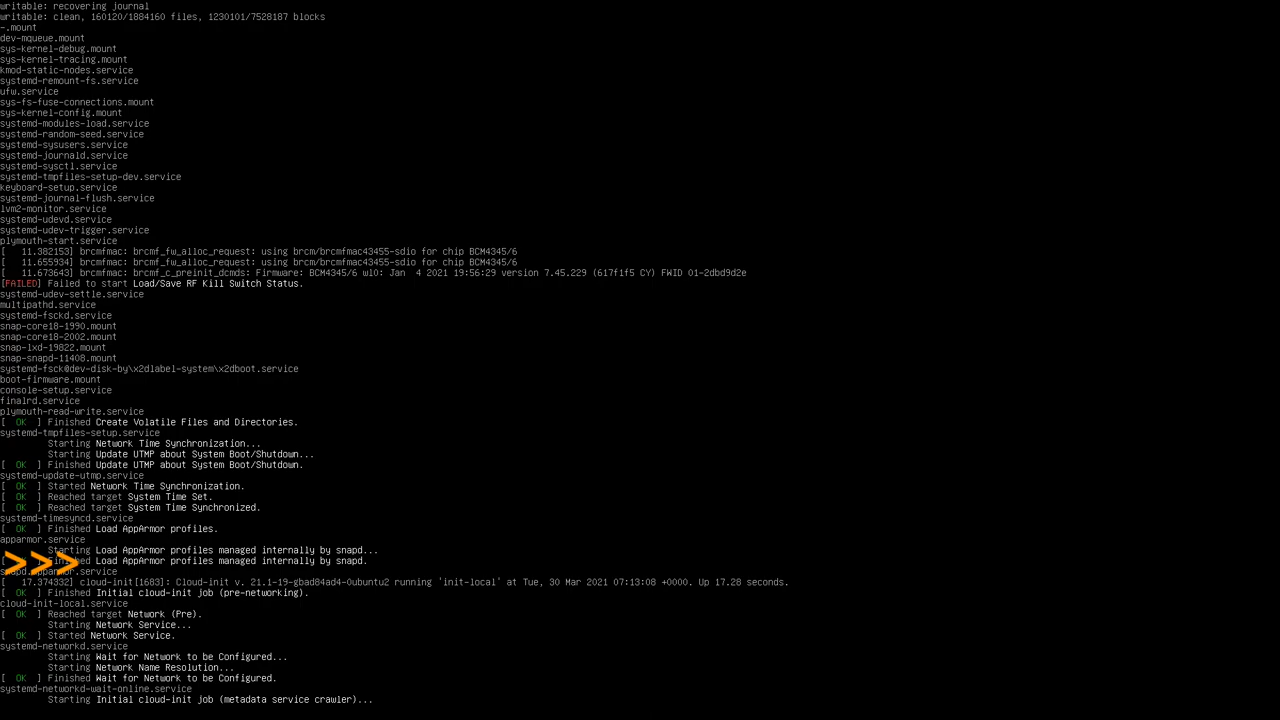 writable: recovering journal
writable: clean, 160120/1884160 files, 1230101/7528187 blocks
-.mount
dev-mqueue.mount
sys-kernel-debug.mount
sys-kernel-tracing.mount
kmod-static-nodes.service
systemd-remount-fs.service
ufw.service
sys-fs-fuse-connections.mount
sys-kernel-config.mount
systemd-modules-load.service
systemd-random-seed.service
systemd-sysusers.service
systemd-journald.service
systemd-sysctl.service
systemd-tmpfiles-setup-dev.service
keyboard-setup.service
systemd-journal-flush.service
lvm2-monitor.service
systemd-udevd.service
systemd-udev-trigger.service
plymouth-start.service
[   11.382153] brcmfmac: brcmf_fw_alloc_request: using brcm/brcmfmac43455-sdio for chip BCM4345/6
[   11.655934] brcmfmac: brcmf_fw_alloc_request: using brcm/brcmfmac43455-sdio for chip BCM4345/6
[   11.673643] brcmfmac: brcmf_c_preinit_dcmds: Firmware: BCM4345/6 wl0: Jan  4 2021 19:56:29 version 7.45.229 (617f1f5 CY) FWID 01-2dbd9d2e
[FAILED] Failed to start Load/Save RF Kill Switch Status.
systemd-udev-settle.service
multipathd.service
systemd-fsckd.service
snap-core18-1990.mount
snap-core18-2002.mount
snap-lxd-19822.mount
snap-snapd-11408.mount
systemd-fsck@dev-disk-by\x2dlabel-system\x2dboot.service
boot-firmware.mount
console-setup.service
finalrd.service
plymouth-read-write.service
[  OK  ] Finished Create Volatile Files and Directories.
systemd-tmpfiles-setup.service
         Starting Network Time Synchronization...
         Starting Update UTMP about System Boot/Shutdown...
[  OK  ] Finished Update UTMP about System Boot/Shutdown.
systemd-update-utmp.service
[  OK  ] Started Network Time Synchronization.
[  OK  ] Reached target System Time Set.
[  OK  ] Reached target System Time Synchronized.
systemd-timesyncd.service
[  OK  ] Finished Load AppArmor profiles.
apparmor.service
         Starting Load AppArmor profiles managed internally by snapd...
>>> Finished Load AppArmor profiles managed internally by snapd.
snapd.apparmor.service
[   17.374332] cloud-init[1683]: Cloud-init v. 21.1-19-gbad84ad4-0ubuntu2 running 'init-local' at Tue, 30 Mar 2021 07:13:08 +0000. Up 17.28 seconds.
[  OK  ] Finished Initial cloud-init job (pre-networking).
cloud-init-local.service
[  OK  ] Reached target Network (Pre).
         Starting Network Service...
[  OK  ] Started Network Service.
systemd-networkd.service
         Starting Wait for Network to be Configured...
         Starting Network Name Resolution...
[  OK  ] Finished Wait for Network to be Configured.
systemd-networkd-wait-online.service
         Starting Initial cloud-init job (metadata service crawler)...